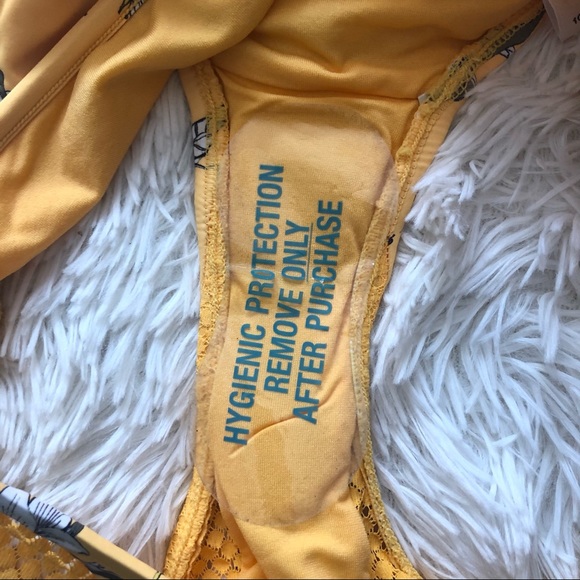 HYGIENIC PROTECTION
REMOVE ONLY
AFTER PURCHASE